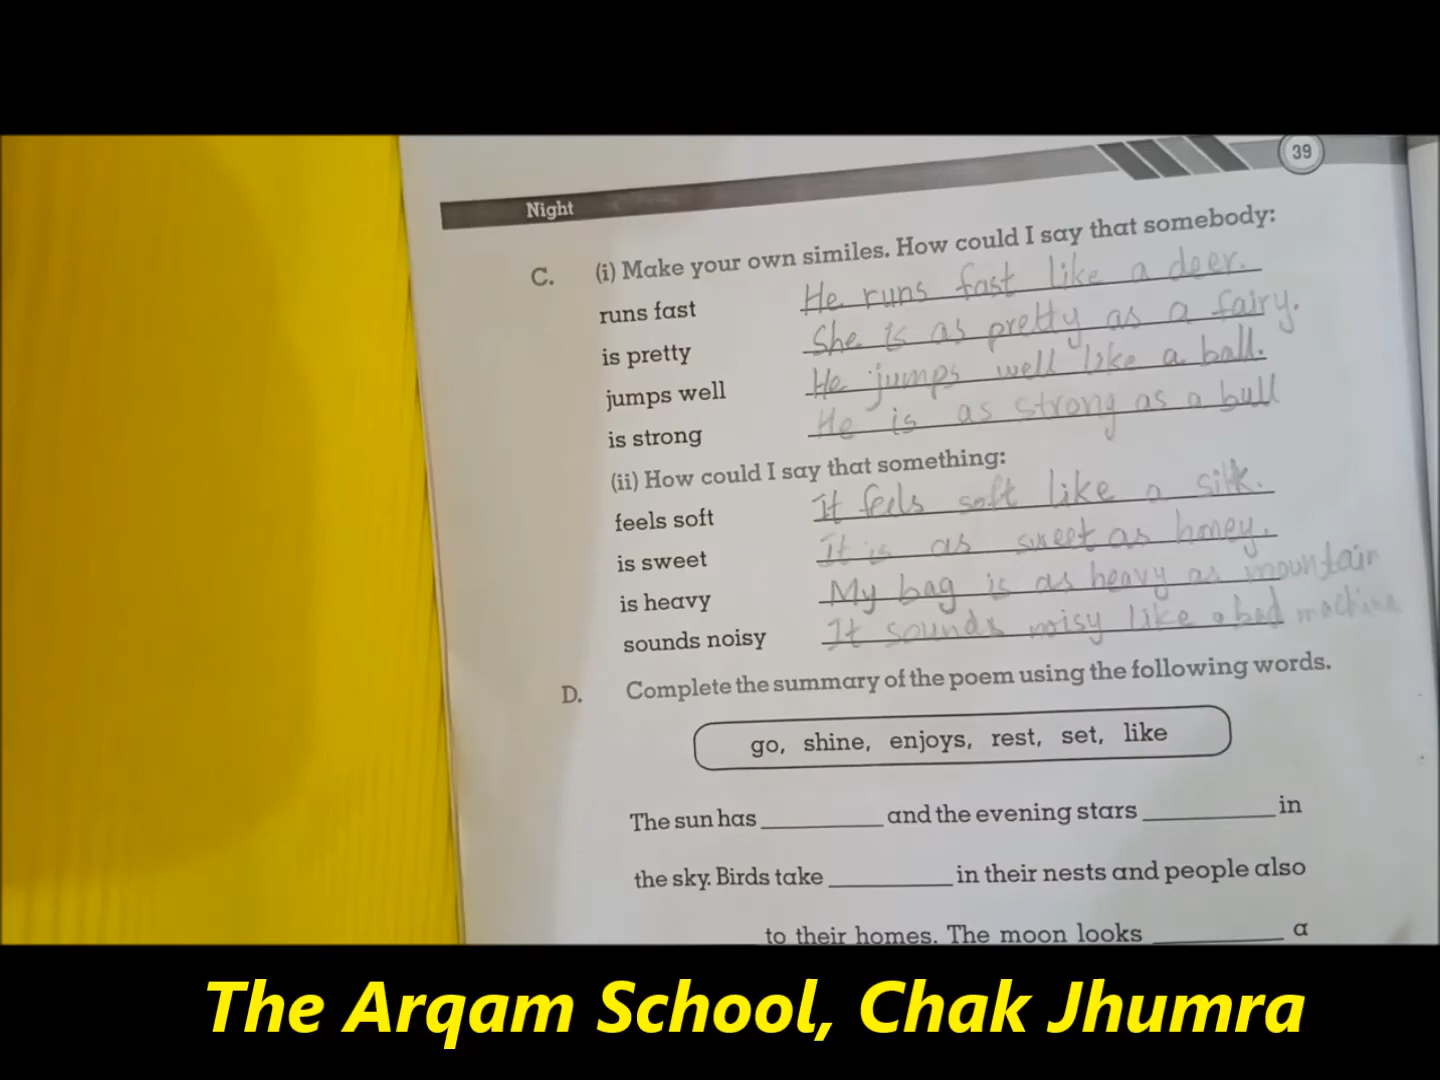 39
Night
C. (i) Make your own similes. How could I say that somebody:
runs fast He runs fast like a deer.
is pretty She is as pretty as a fairy.
jumps well He jumps well like a ball.
is strong He is as strong as a bull
(ii) How could I say that something:
feels soft It feels soft like a silk.
is sweet It is as sweet as honey.
is heavy My bag is as heavy as mountain
sounds noisy It sounds noisy like a bad machine
D. Complete the summary of the poem using the following words.
go, shine, enjoys, rest, set, like
The sun has __________ and the evening stars __________ in
the sky. Birds take __________ in their nests and people also
to their homes. The moon looks __________ a
The Arqam School, Chak Jhumra